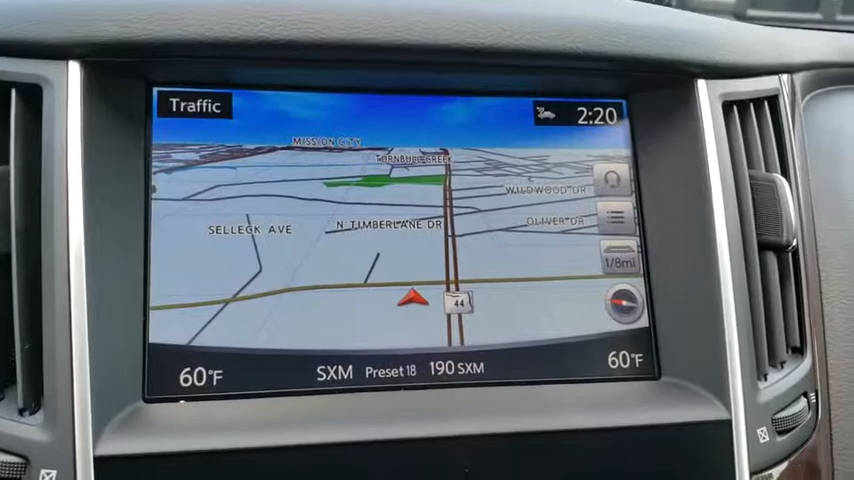 Traffic
2:20
MISSION CITY
TURNBULL CREEK
WILDWOOD DR
SELLECK AVE
N TIMBERLANE DR
OLIVER DR
1/8mi
44
60°F
SXM
Preset 18
190 SXM
60°F